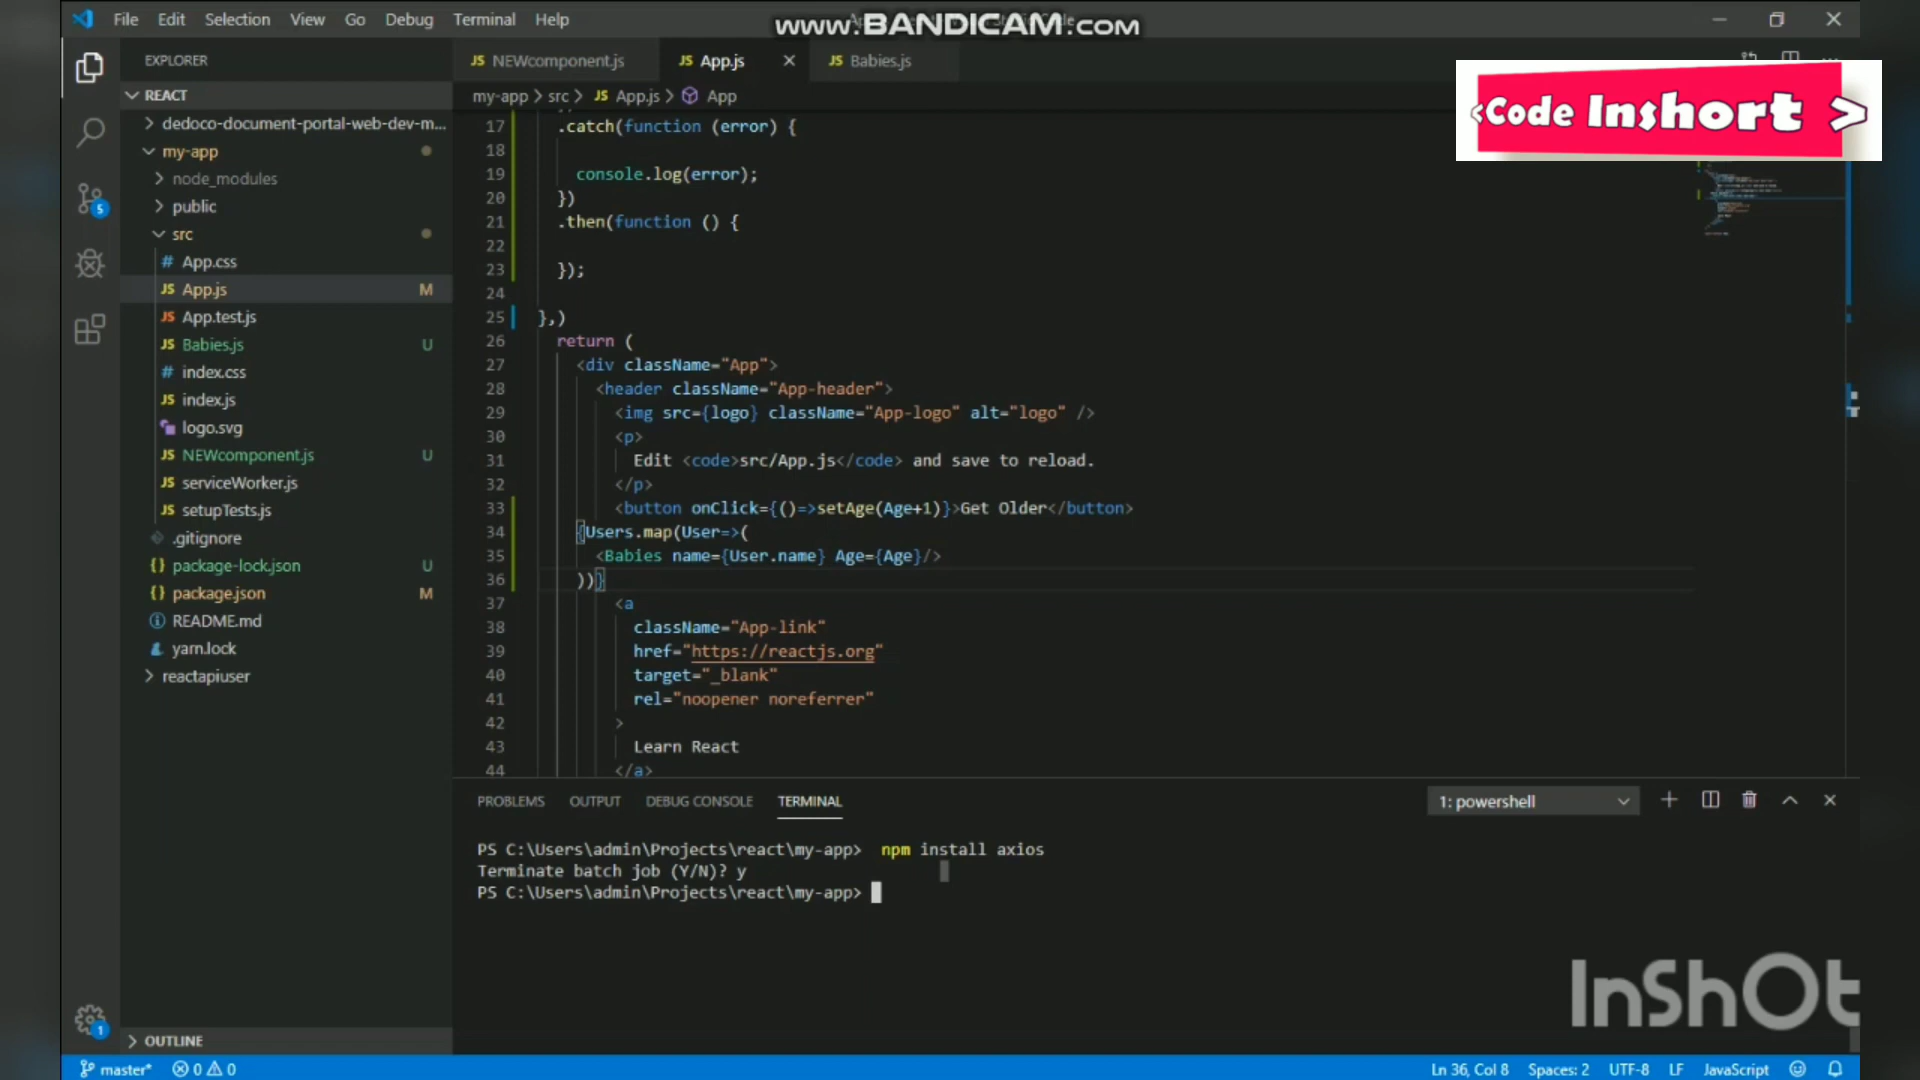 File Edit Selection View Go Debug Terminal Help
www.BANDICAM.com
EXPLORER
NEWcomponent.js
App.js
Babies.js
<Code Inshort >
REACT
my-app > src > JS App.js > App
dedoco-document-portal-web-dev-m...
my-app
node_modules
public
src
# App.css
JS App.js M
JS App.test.js
JS Babies.js U
# index.css
JS index.js
logo.svg
JS NEWcomponent.js U
JS serviceWorker.js
JS setupTests.js
.gitignore
{} package-lock.json U
{} package.json M
README.md
yarn.lock
reactapiuser
OUTLINE
17 .catch(function (error) {
18
19 console.log(error);
20 })
21 .then(function () {
22
23 });
24
25 },)
26 return (
27 <div className="App">
28 <header className="App-header">
29 <img src={logo} className="App-logo" alt="logo" />
30 <p>
31 Edit <code>src/App.js</code> and save to reload.
32 </p>
33 <button onClick={()=>setAge(Age+1)}>Get Older</button>
34 {Users.map(User=>(
35 <Babies name={User.name} Age={Age}/>
36 ))}
37 <a
38 className="App-link"
39 href="https://reactjs.org"
40 target="_blank"
41 rel="noopener noreferrer"
42 >
43 Learn React
44 </a>
PROBLEMS OUTPUT DEBUG CONSOLE TERMINAL
1: powershell
PS C:\Users\admin\Projects\react\my-app> npm install axios
Terminate batch job (Y/N)? y
PS C:\Users\admin\Projects\react\my-app>
InShOt
5
1
master* 0 0
Ln 36, Col 8 Spaces: 2 UTF-8 LF JavaScript